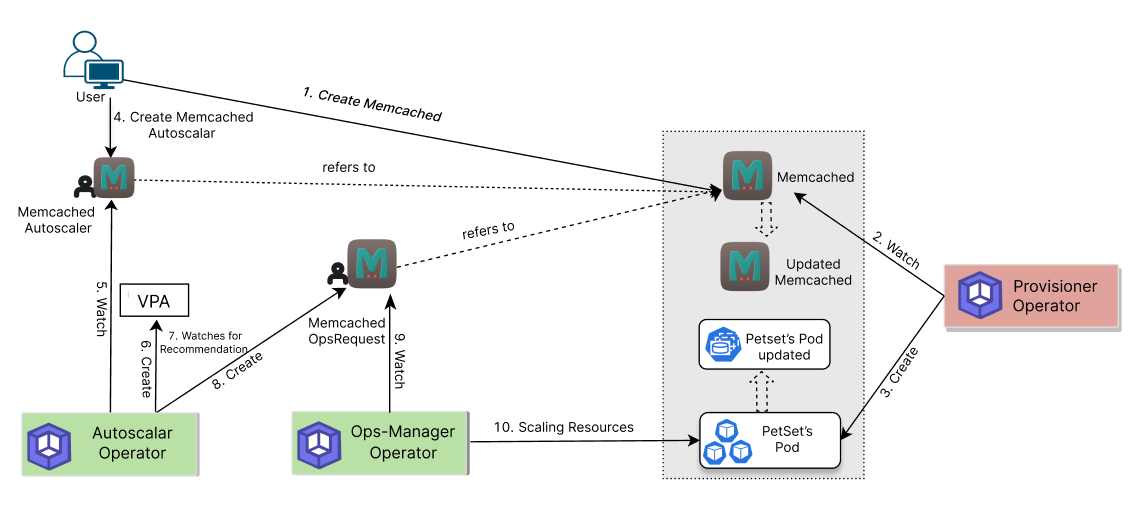 User
1. Create Memcached
4. Create Memcached
Autoscalar
refers to
Memcached
Autoscaler
refers to
Memcached
Updated
Memcached
2. Watch
Provisioner
Operator
5. Watch
VPA
6. Create
7. Watches for
Recommendation
8. Create
Memcached
OpsRequest
9. Watch
Petset's Pod
updated
3. Create
Autoscalar
Operator
Ops-Manager
Operator
10. Scaling Resources
PetSet's
Pod